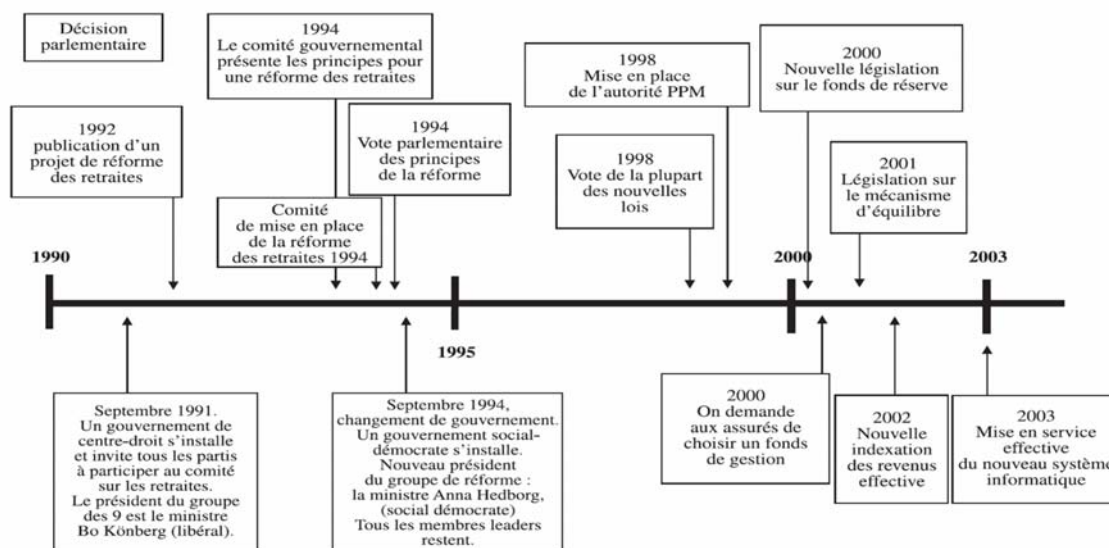 Décision
parlementaire
1994
Le comité gouvernemental
présente les principes pour
une réforme des retraites
1992
publication d'un
projet de réforme
des retraites
1994
Vote parlementaire
des principes
de la réforme
Comité
de mise en place
de la réforme
des retraites 1994
1998
Mise en place
de l'autorité PPM
1998
Vote de la plupart
des nouvelles
lois
2000
Nouvelle législation
sur le fonds de réserve
2001
Législation sur
le mécanisme
d'équilibre
1990
1995
2000
2003
Septembre 1991.
Un gouvernement de
centre-droit s'installe
et invite tous les partis
à participer au comité
sur les retraites.
Le président du groupe
des 9 est le ministre
Bo Könberg (libéral).
Septembre 1994,
changement de gouvernement.
Un gouvernement social-
démocrate s'installe.
Nouveau président
du groupe de réforme :
la ministre Anna Hedborg,
(social démocrate)
Tous les membres leaders
restent.
2000
On demande
aux assurés de
choisir un fonds
de gestion
2002
Nouvelle
indexation
des revenus
effective
2003
Mise en service
effective
du nouveau système
informatique